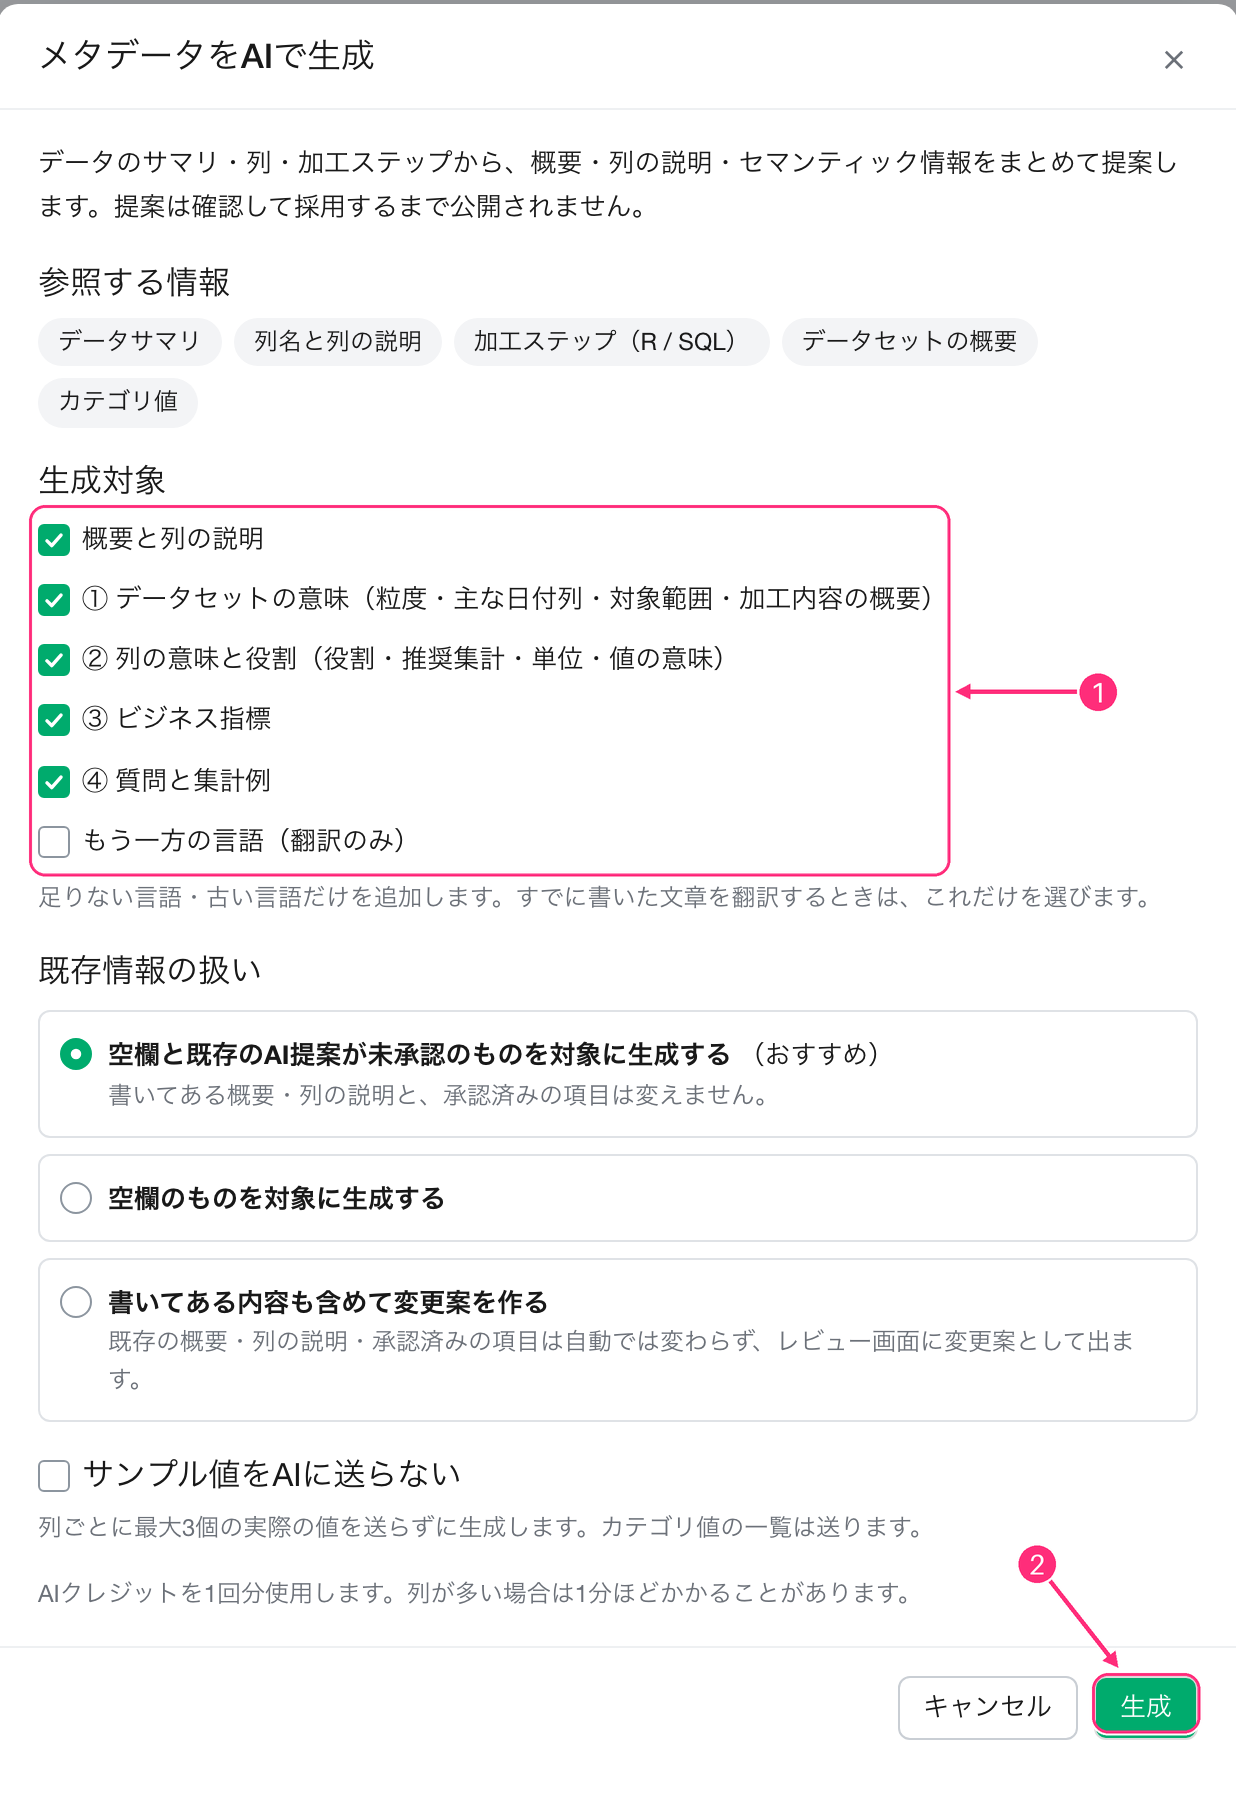 メタデータをAIで生成
データのサマリ・列・加工ステップから、概要・列の説明・セマンティック情報をまとめて提案し
ます。提案は確認して採用するまで公開されません。
参照する情報
データサマリ
列名と列の説明
加工ステップ（R / SQL）
データセットの概要
カテゴリ値
生成対象
概要と列の説明
① データセットの意味（粒度・主な日付列・対象範囲・加工内容の概要）
② 列の意味と役割（役割・推奨集計・単位・値の意味）
1
③ ビジネス指標
④ 質問と集計例
もう一方の言語（翻訳のみ）
足りない言語・古い言語だけを追加します。すでに書いた文章を翻訳するときは、これだけを選びます。
既存情報の扱い
空欄と既存のAI提案が未承認のものを対象に生成する （おすすめ）
書いてある概要・列の説明と、承認済みの項目は変えません。
空欄のものを対象に生成する
書いてある内容も含めて変更案を作る
既存の概要・列の説明・承認済みの項目は自動では変わらず、レビュー画面に変更案として出ま
す。
サンプル値をAIに送らない
列ごとに最大3個の実際の値を送らずに生成します。カテゴリ値の一覧は送ります。
2
AIクレジットを1回分使用します。列が多い場合は1分ほどかかることがあります。
キャンセル
生成